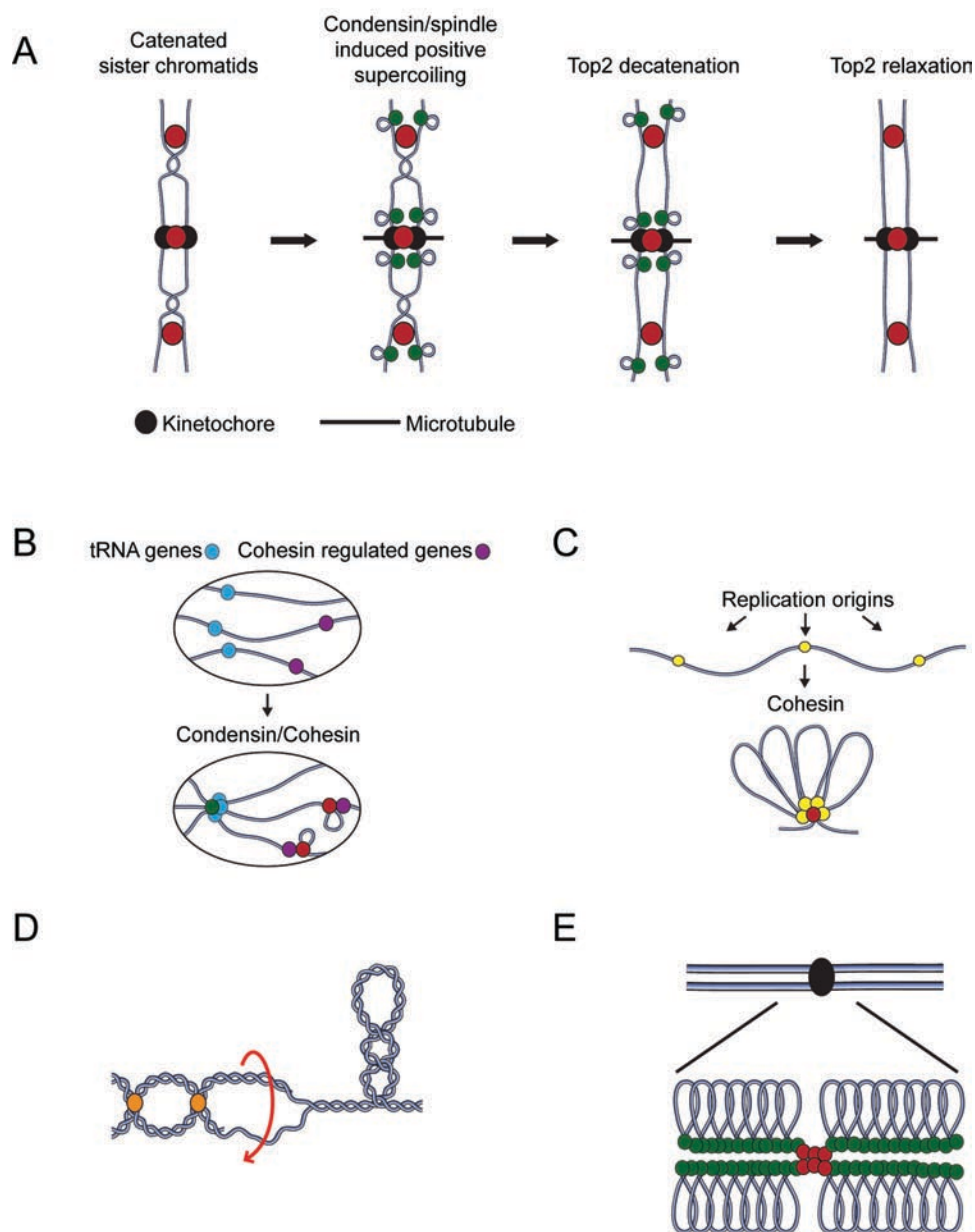 A
Catenated
sister chromatids
Condensin/spindle
induced positive
supercoiling
Top2 decatenation
Top2 relaxation
Kinetochore
Microtubule
B
tRNA genes
Cohesin regulated genes
Condensin/Cohesin
C
Replication origins
Cohesin
D
E